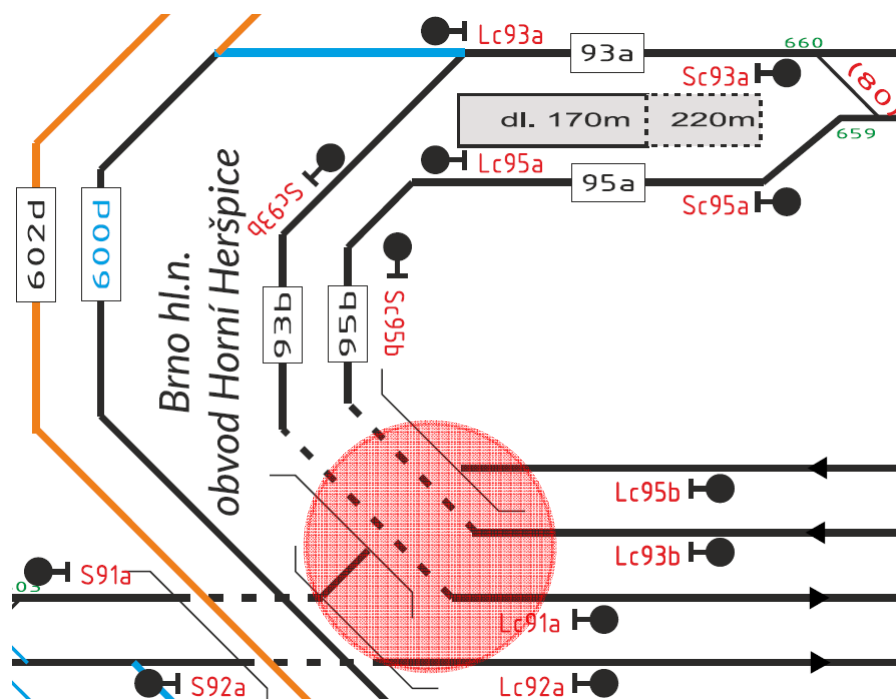 Lc93a
93a
660
Sc93a
(80)
dl. 170m
220m
659
Lc95a
95a
Sc95a
Sc93b
602d
600d
Brno hl.n.
obvod Horní Heršpice
93b
95b
Sc95b
Lc95b
Lc93b
S91a
Lc91a
S92a
Lc92a